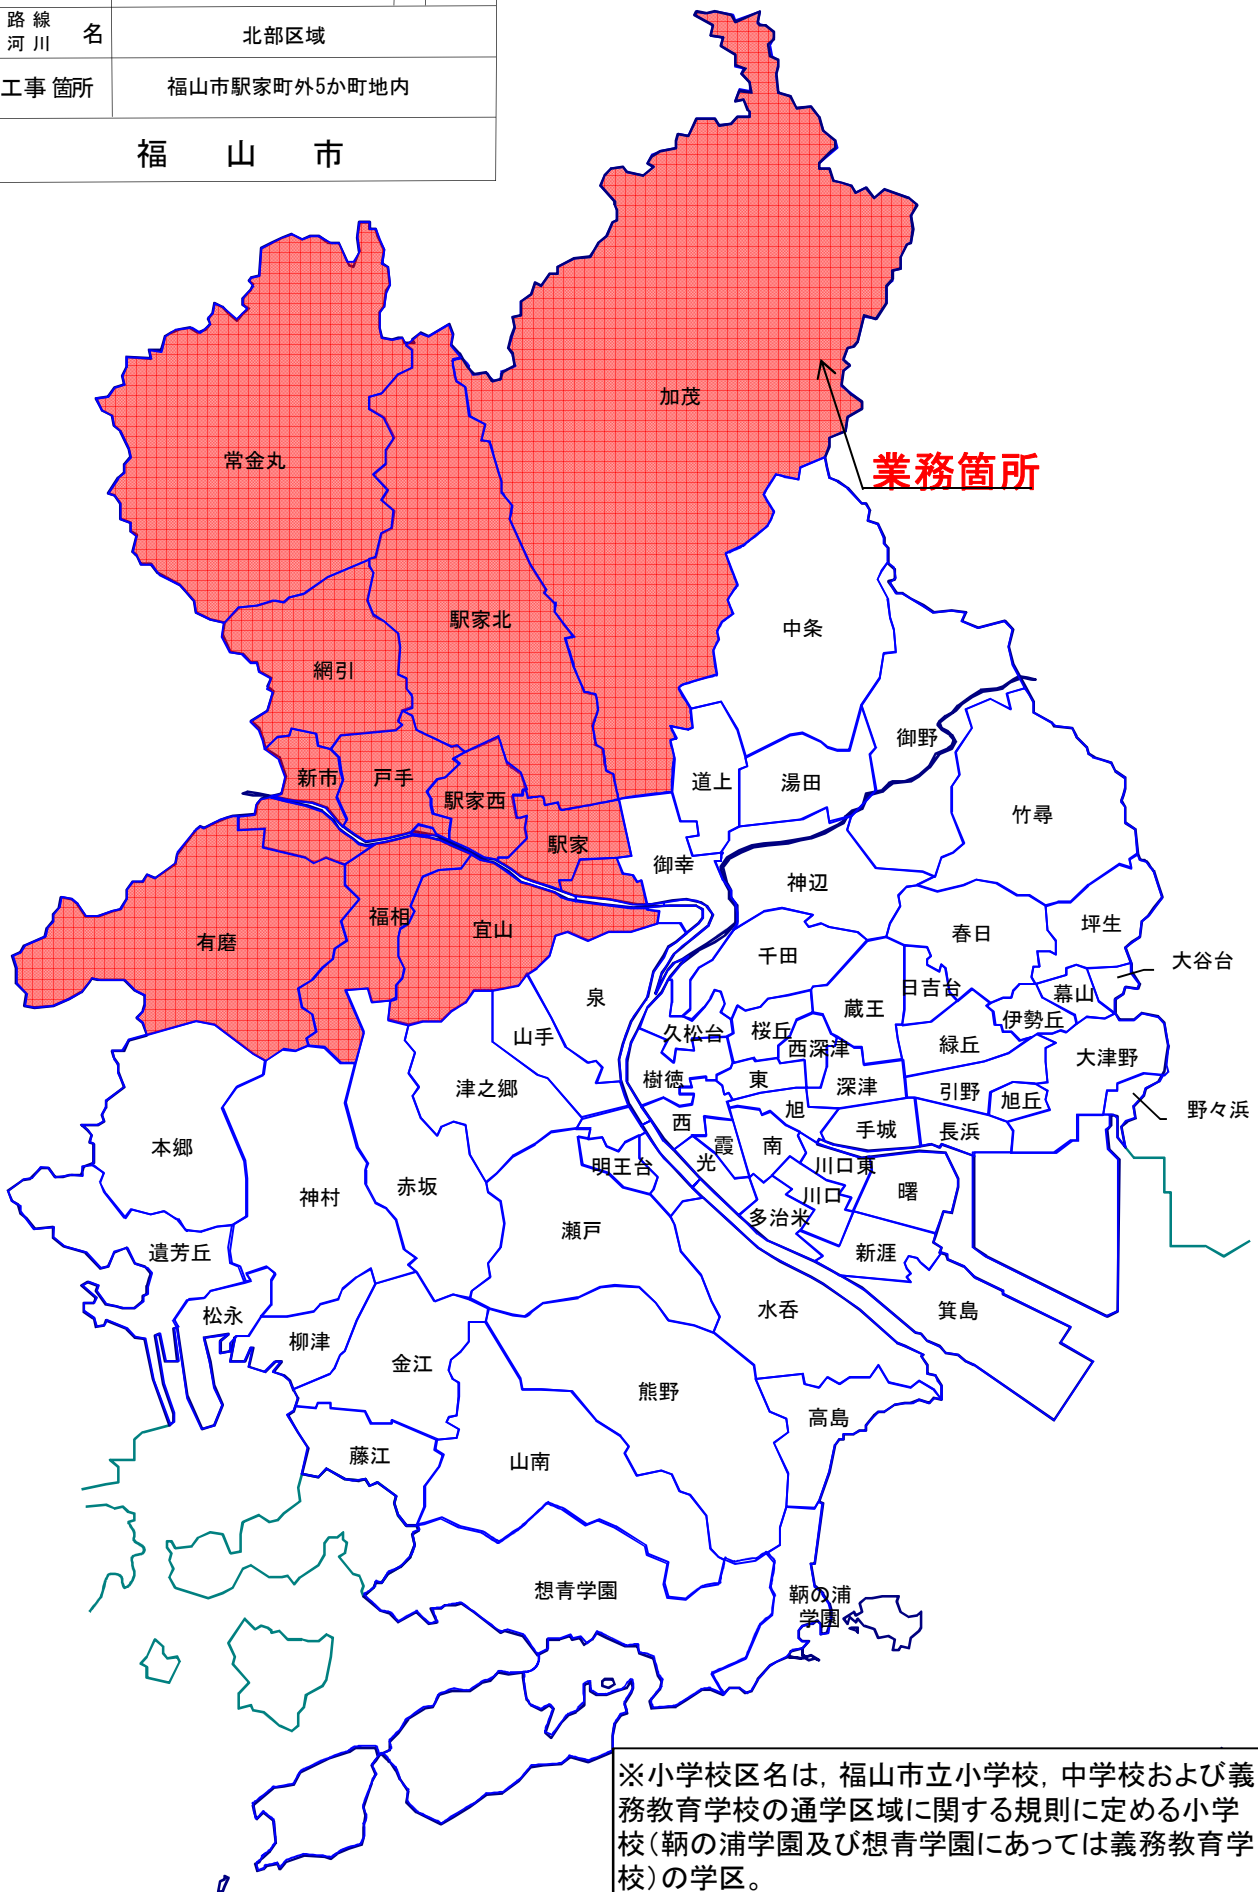 路線
河川 名 北部区域
工事箇所 福山市駅家町外5か町地内
福山市
加茂
業務箇所
常金丸
駅家北
中条
網引
御野
新市
戸手
駅家西
道上
湯田
竹尋
駅家
御幸
神辺
福相
宜山
有磨
春日
坪生
千田
大谷台
泉
日吉台
幕山
蔵王
伊勢丘
山手
久松台
桜丘
西深津
緑丘
大津野
樹徳
東
津之郷
深津
引野
旭丘
旭
野々浜
西
手城
長浜
本郷
霞
南
明王台
光
川口東
神村
赤坂
川口
曙
多治米
瀬戸
遺芳丘
新涯
松永
水呑
箕島
柳津
金江
熊野
高島
藤江
山南
想青学園
鞆の浦
学園
※小学校区名は，福山市立小学校，中学校および義
務教育学校の通学区域に関する規則に定める小学
校（鞆の浦学園及び想青学園にあっては義務教育学
校）の学区。